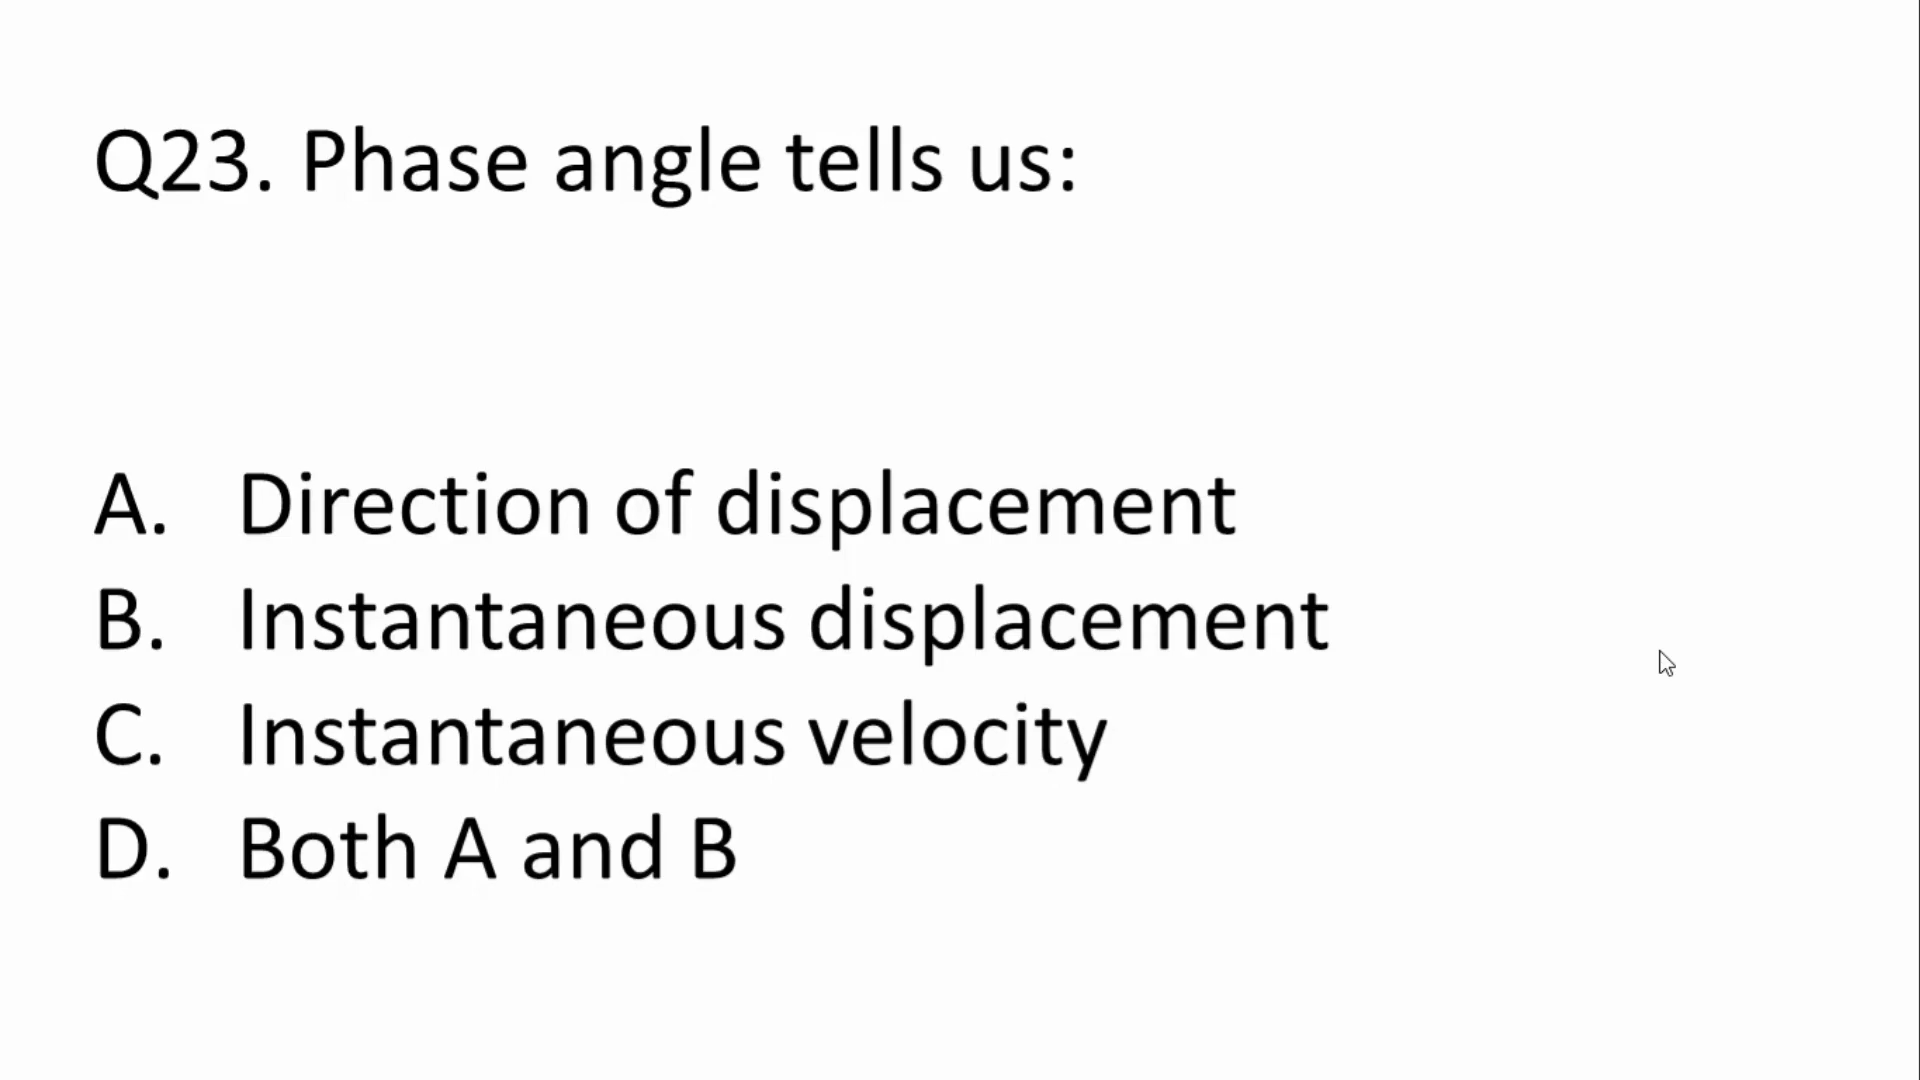 Q23. Phase angle tells us:
A. Direction of displacement
B. Instantaneous displacement
C. Instantaneous velocity
D. Both A and B